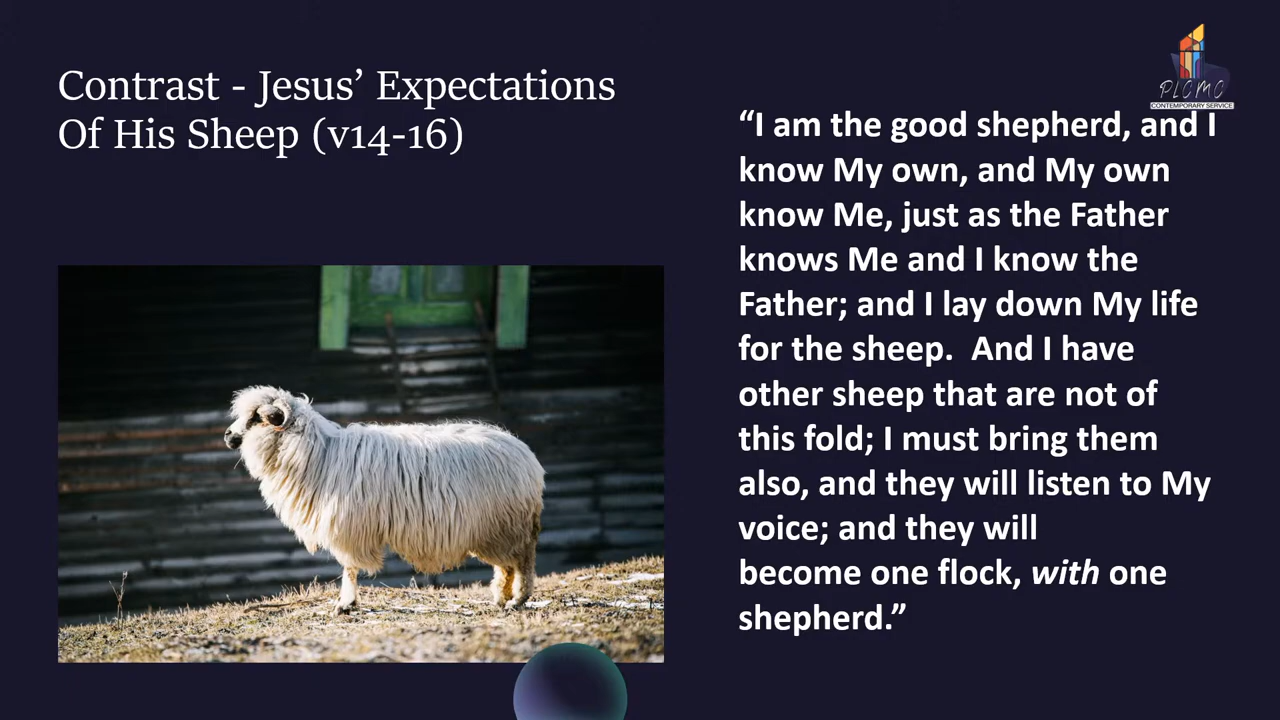 Contrast - Jesus’ Expectations
Of His Sheep (v14-16)
PLCMC
CONTEMPORARY SERVICE
“I am the good shepherd, and I
know My own, and My own
know Me, just as the Father
knows Me and I know the
Father; and I lay down My life
for the sheep.  And I have
other sheep that are not of
this fold; I must bring them
also, and they will listen to My
voice; and they will
become one flock, with one
shepherd.”